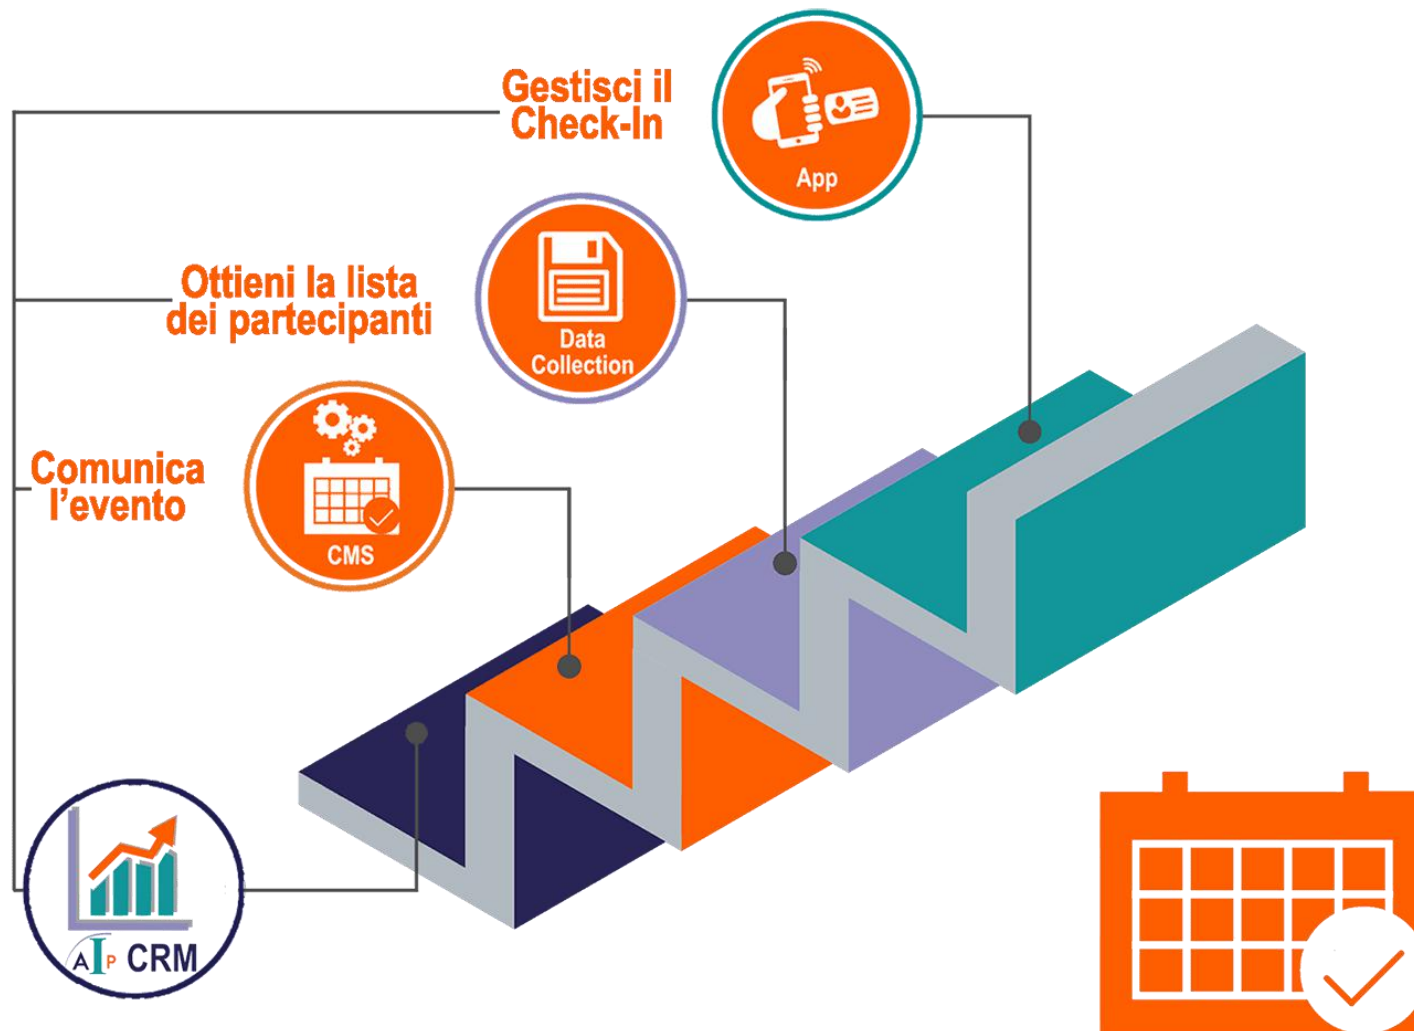 Gestisci il
Check-In
App
Ottieni la lista
dei partecipanti
Data
Collection
Comunica
l'evento
CMS
AIP CRM